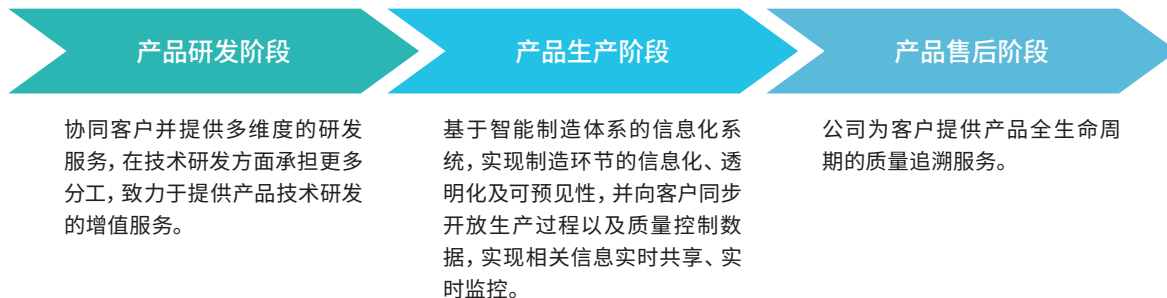 产品研发阶段
协同客户并提供多维度的研发
服务，在技术研发方面承担更多
分工，致力于提供产品技术研发
的增值服务。
产品生产阶段
基于智能制造体系的信息化系
统，实现制造环节的信息化、透
明化及可预见性，并向客户同步
开放生产过程以及质量控制数
据，实现相关信息实时共享、实
时监控。
产品售后阶段
公司为客户提供产品全生命周
期的质量追溯服务。